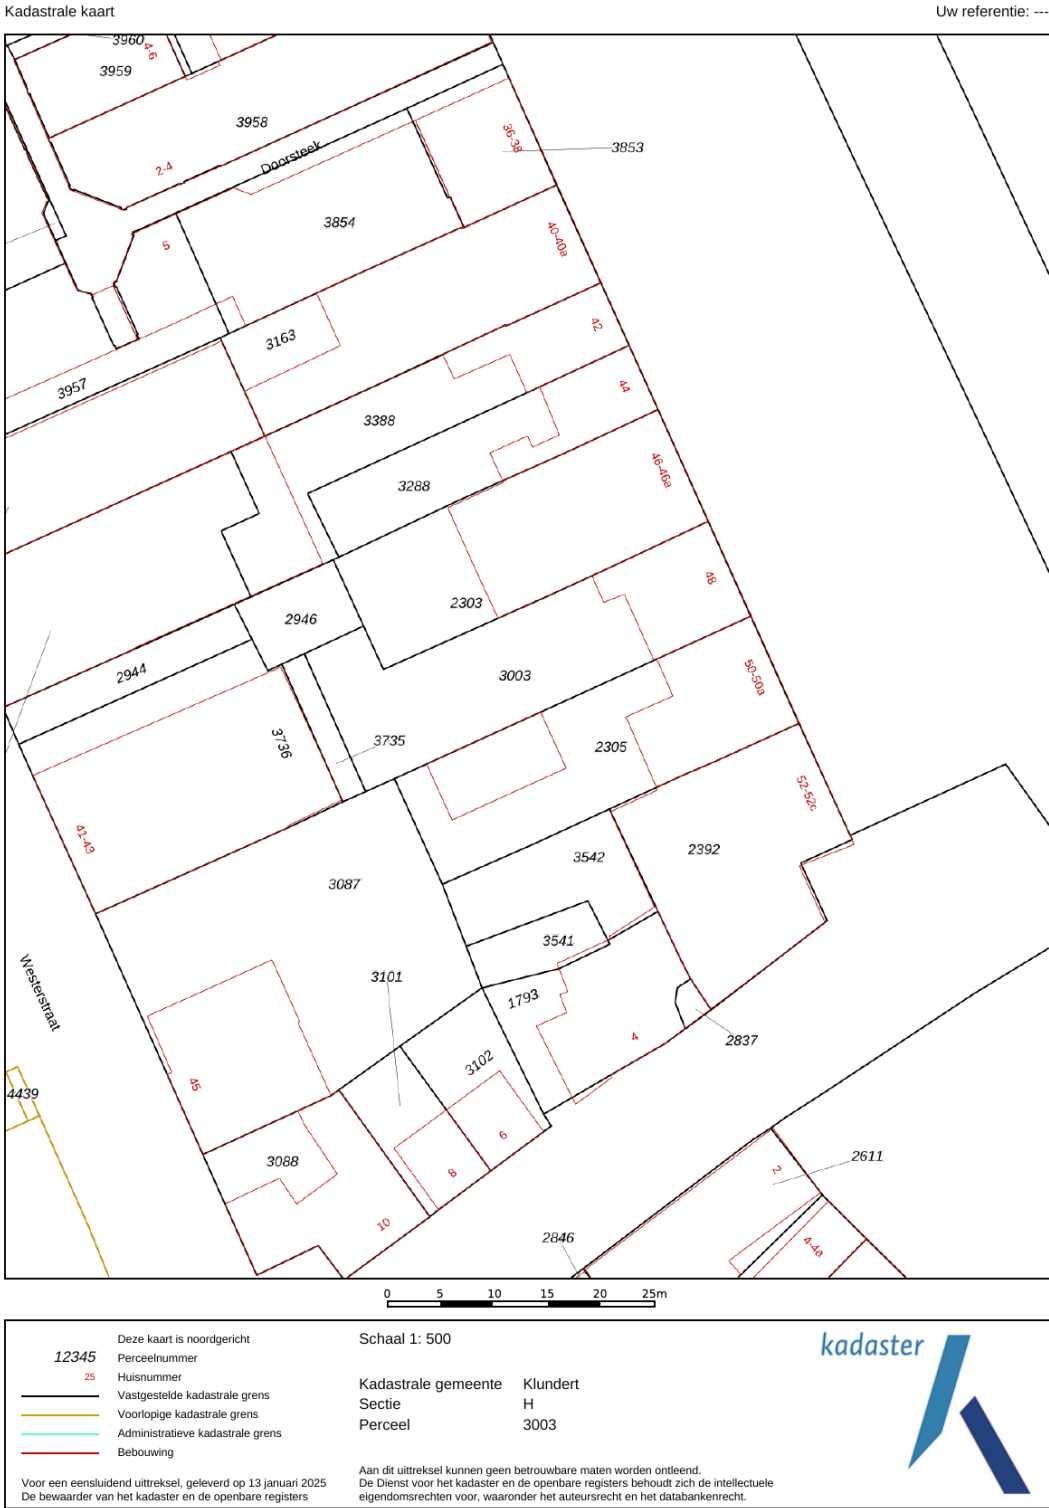 Kadastrale kaart
Uw referentie: ---
3960
4-6
3959
3958
2-4
Doorsteek
36-38
3853
3854
5
40-40a
3163
42
3957
44
3388
46-46a
3288
48
2303
2946
2944
3003
50-50a
3736
3735
2305
52-52c
41-43
3542
2392
3087
3541
3101
1793
Westerstraat
4
2837
3102
45
4439
6
8
3088
2
2611
10
2846
4-4a
0 5 10 15 20 25m
Deze kaart is noordgericht
12345 Perceelnummer
25 Huisnummer
Vastgestelde kadastrale grens
Voorlopige kadastrale grens
Administratieve kadastrale grens
Bebouwing
Voor een eensluidend uittreksel, geleverd op 13 januari 2025
De bewaarder van het kadaster en de openbare registers
Schaal 1: 500
Kadastrale gemeente Klundert
Sectie H
Perceel 3003
Aan dit uittreksel kunnen geen betrouwbare maten worden ontleend.
De Dienst voor het kadaster en de openbare registers behoudt zich de intellectuele
eigendomsrechten voor, waaronder het auteursrecht en het databankenrecht.
kadaster